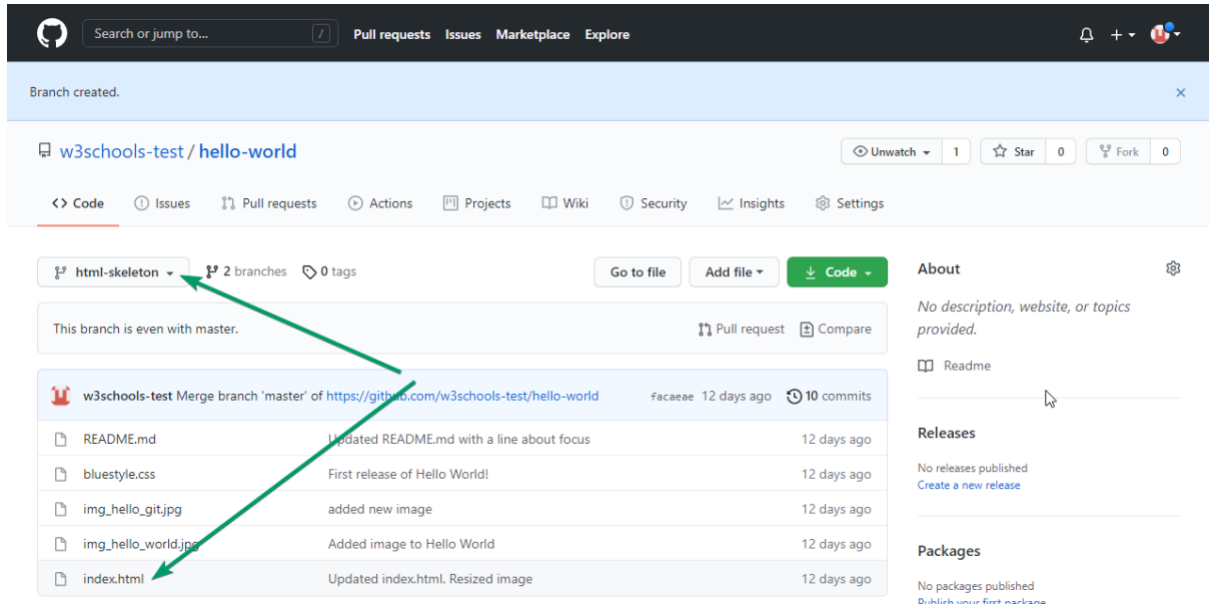 Search or jump to... / Pull requests Issues Marketplace Explore
Branch created.
w3schools-test / hello-world Unwatch 1 Star 0 Fork 0
Code Issues Pull requests Actions Projects Wiki Security Insights Settings
html-skeleton 2 branches 0 tags Go to file Add file Code
This branch is even with master. Pull request Compare
w3schools-test Merge branch 'master' of https://github.com/w3schools-test/hello-world facaeae 12 days ago 10 commits
README.md Updated README.md with a line about focus 12 days ago
bluestyle.css First release of Hello World! 12 days ago
img_hello_git.jpg added new image 12 days ago
img_hello_world.jpg Added image to Hello World 12 days ago
index.html Updated index.html. Resized image 12 days ago
About
No description, website, or topics
provided.
Readme
Releases
No releases published
Create a new release
Packages
No packages published
Publish your first package